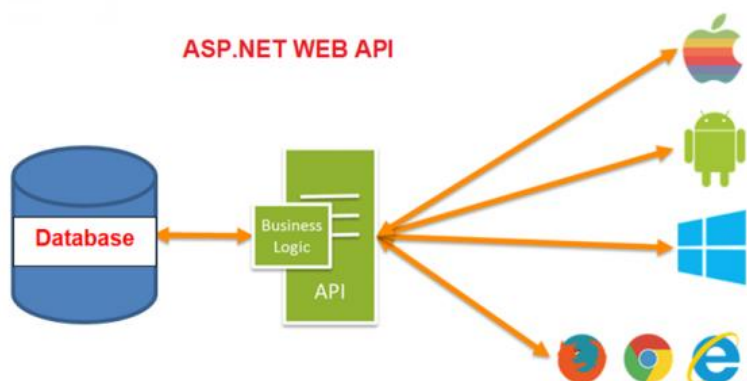 ASP.NET WEB API
Database
Business
Logic
API